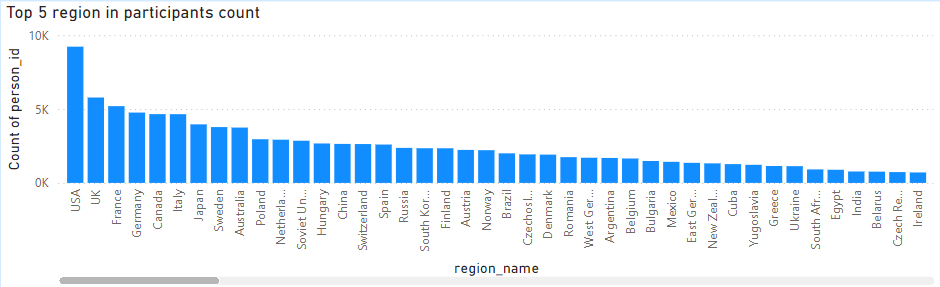 Top 5 region in participants count
Count of person_id
10K
5K
0K
USA
UK
France
Germany
Canada
Italy
Japan
Sweden
Australia
Poland
Netherla...
Soviet Un...
Hungary
China
Switzerland
Spain
Russia
South Kor...
Finland
Austria
Norway
Brazil
Czechosl...
Denmark
Romania
West Ger...
Argentina
Belgium
Bulgaria
Mexico
East Ger...
New Zeal...
Cuba
Yugoslavia
Greece
Ukraine
South Afr...
Egypt
India
Belarus
Czech Re...
Ireland
region_name